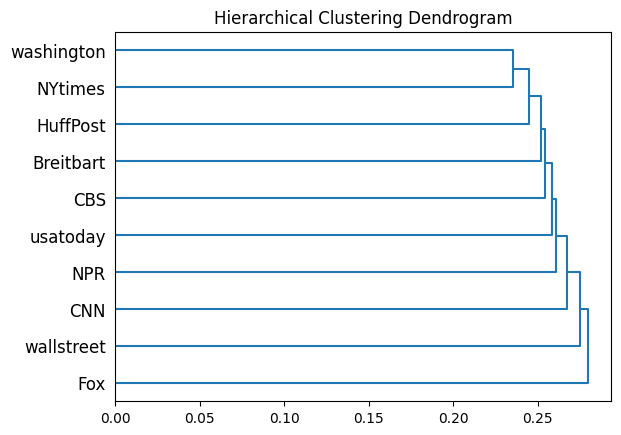 Hierarchical Clustering Dendrogram
washington
NYtimes
HuffPost
Breitbart
CBS
usatoday
NPR
CNN
wallstreet
Fox
0.00 0.05 0.10 0.15 0.20 0.25